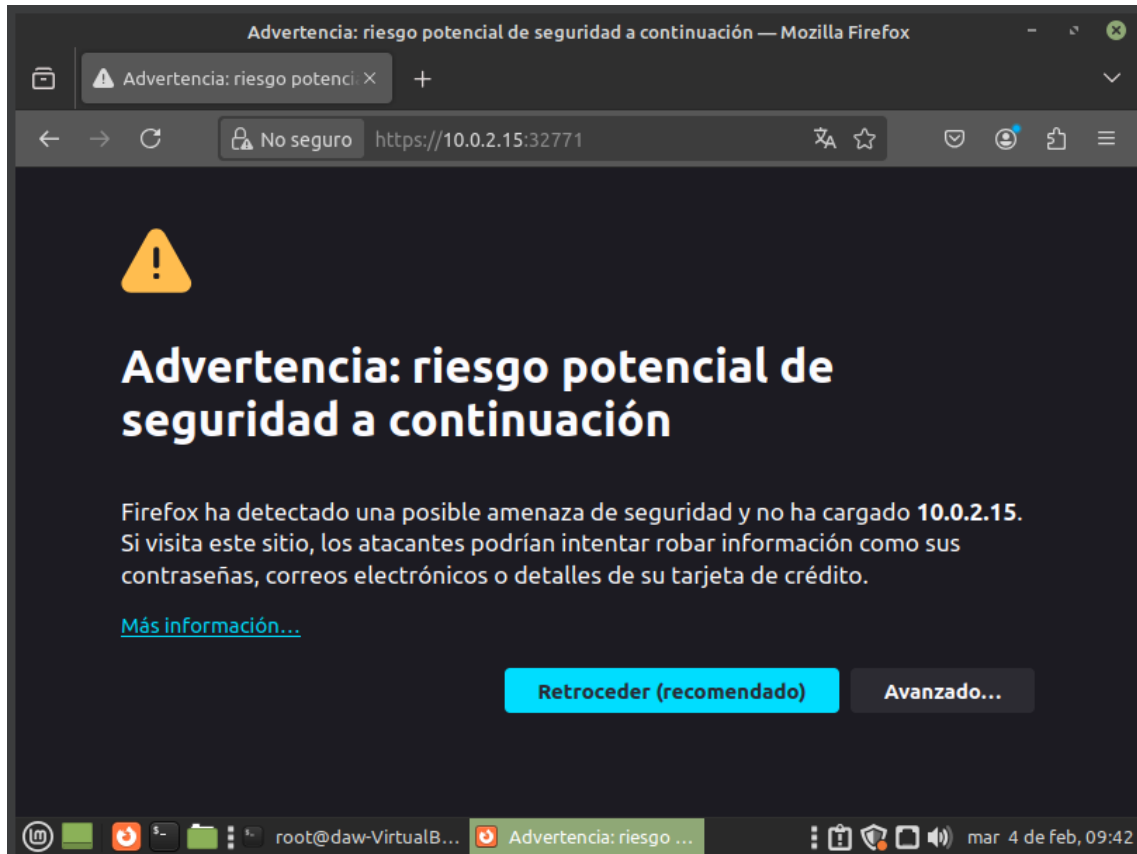 Advertencia: riesgo potencial de seguridad a continuación — Mozilla Firefox
Advertencia: riesgo potenci
No seguro https://10.0.2.15:32771
Advertencia: riesgo potencial de
seguridad a continuación
Firefox ha detectado una posible amenaza de seguridad y no ha cargado 10.0.2.15.
Si visita este sitio, los atacantes podrían intentar robar información como sus
contraseñas, correos electrónicos o detalles de su tarjeta de crédito.
Más información...
Retroceder (recomendado) Avanzado...
root@daw-VirtualB... Advertencia: riesgo ... mar 4 de feb, 09:42